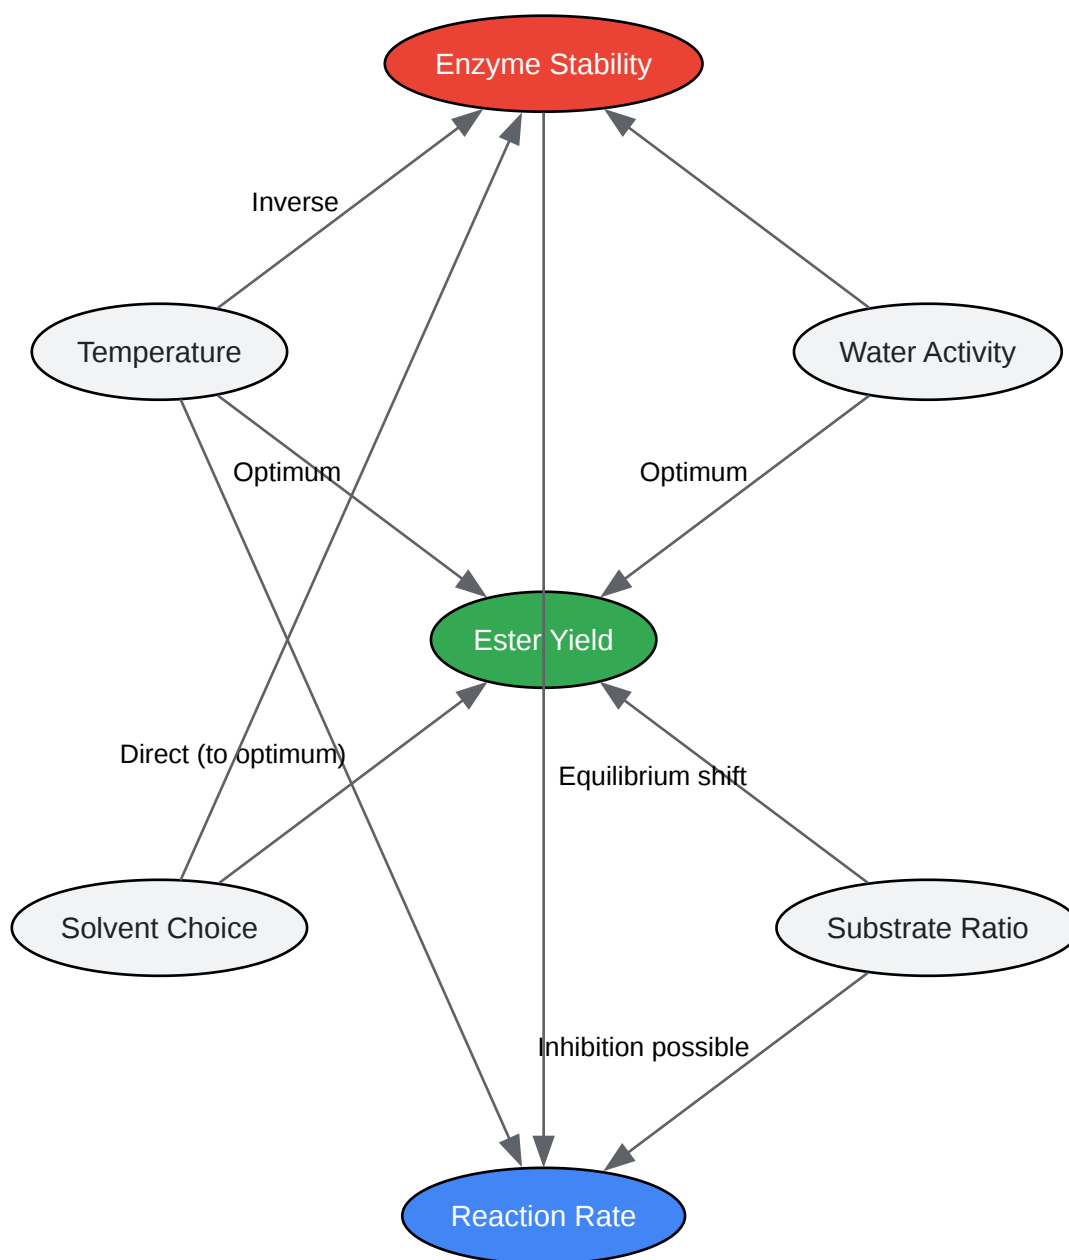 Enzyme Stability
Inverse
Temperature
Water Activity
Optimum
Optimum
Ester Yield
Direct (to optimum)
Equilibrium shift
Solvent Choice
Substrate Ratio
Inhibition possible
Reaction Rate